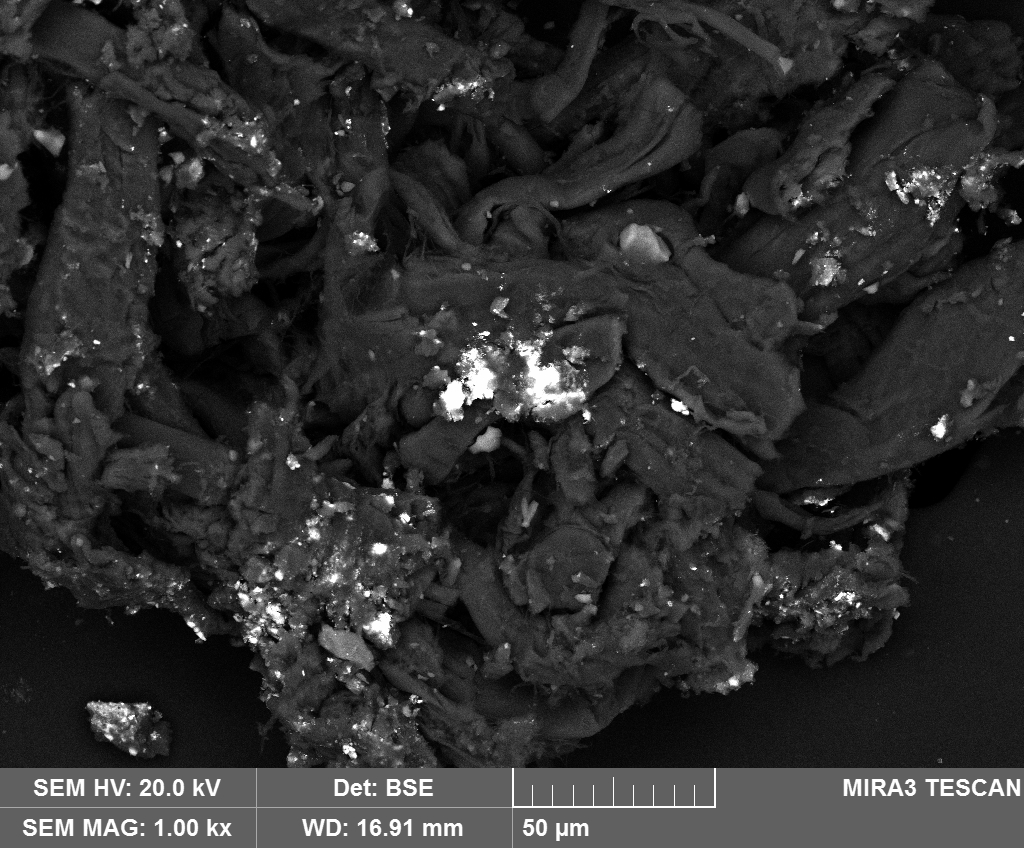 SEM HV: 20.0 kV
Det: BSE
MIRA3 TESCAN
SEM MAG: 1.00 kx
WD: 16.91 mm
50 µm